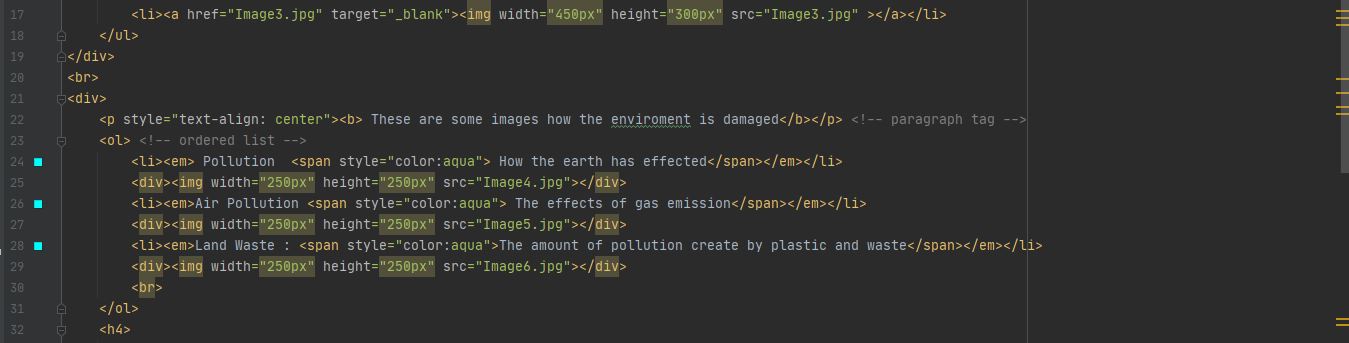 17 <li><a href="Image3.jpg" target="_blank"><img width="450px" height="300px" src="Image3.jpg" ></a></li>
18 </ul>
19 </div>
20 <br>
21 <div>
22 <p style="text-align: center"><b> These are some images how the enviroment is damaged</b></p> <!-- paragraph tag -->
23 <ol> <!-- ordered list -->
24 <li><em> Pollution  <span style="color:aqua"> How the earth has effected</span></em></li>
25 <div><img width="250px" height="250px" src="Image4.jpg"></div>
26 <li><em>Air Pollution <span style="color:aqua"> The effects of gas emission</span></em></li>
27 <div><img width="250px" height="250px" src="Image5.jpg"></div>
28 <li><em>Land Waste : <span style="color:aqua">The amount of pollution create by plastic and waste</span></em></li>
29 <div><img width="250px" height="250px" src="Image6.jpg"></div>
30 <br>
31 </ol>
32 <h4>